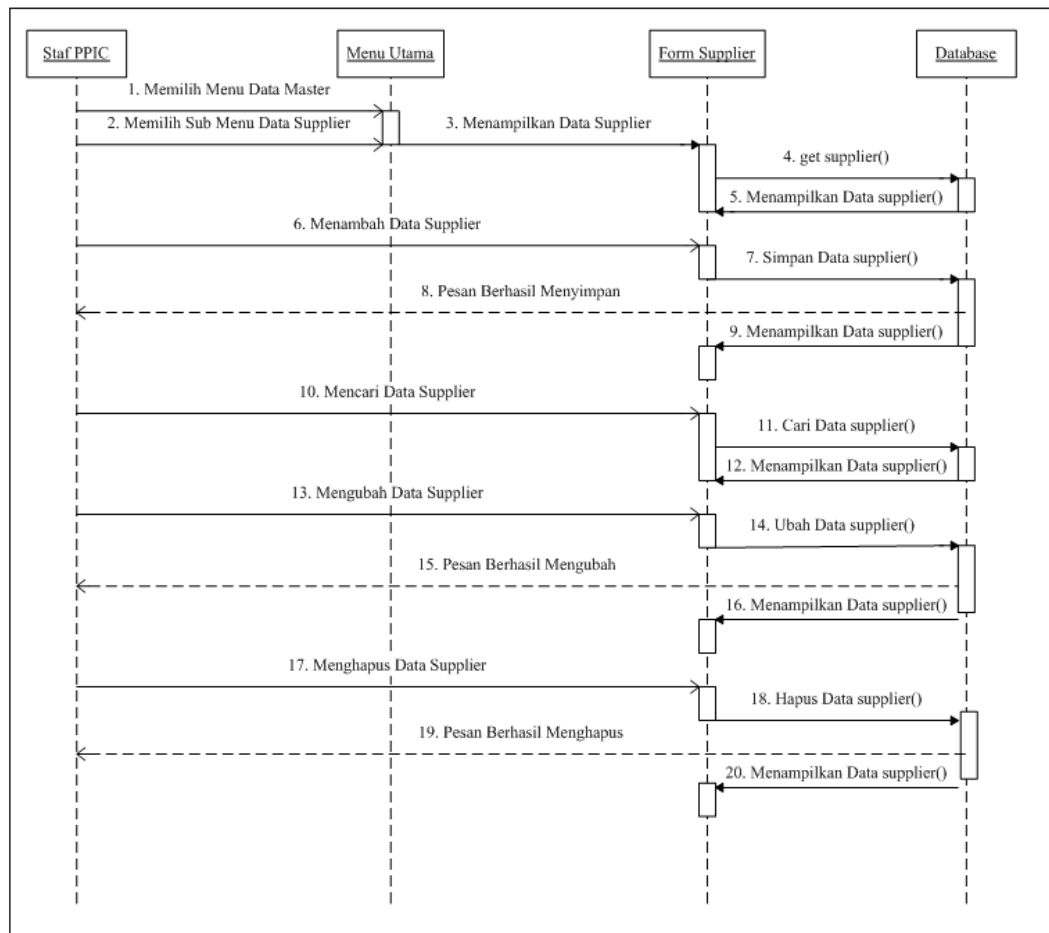 Staf PPIC
Menu Utama
Form Supplier
Database
1. Memilih Menu Data Master
2. Memilih Sub Menu Data Supplier
3. Menampilkan Data Supplier
4. get supplier()
5. Menampilkan Data supplier()
6. Menambah Data Supplier
7. Simpan Data supplier()
8. Pesan Berhasil Menyimpan
9. Menampilkan Data supplier()
10. Mencari Data Supplier
11. Cari Data supplier()
12. Menampilkan Data supplier()
13. Mengubah Data Supplier
14. Ubah Data supplier()
15. Pesan Berhasil Mengubah
16. Menampilkan Data supplier()
17. Menghapus Data Supplier
18. Hapus Data supplier()
19. Pesan Berhasil Menghapus
20. Menampilkan Data supplier()